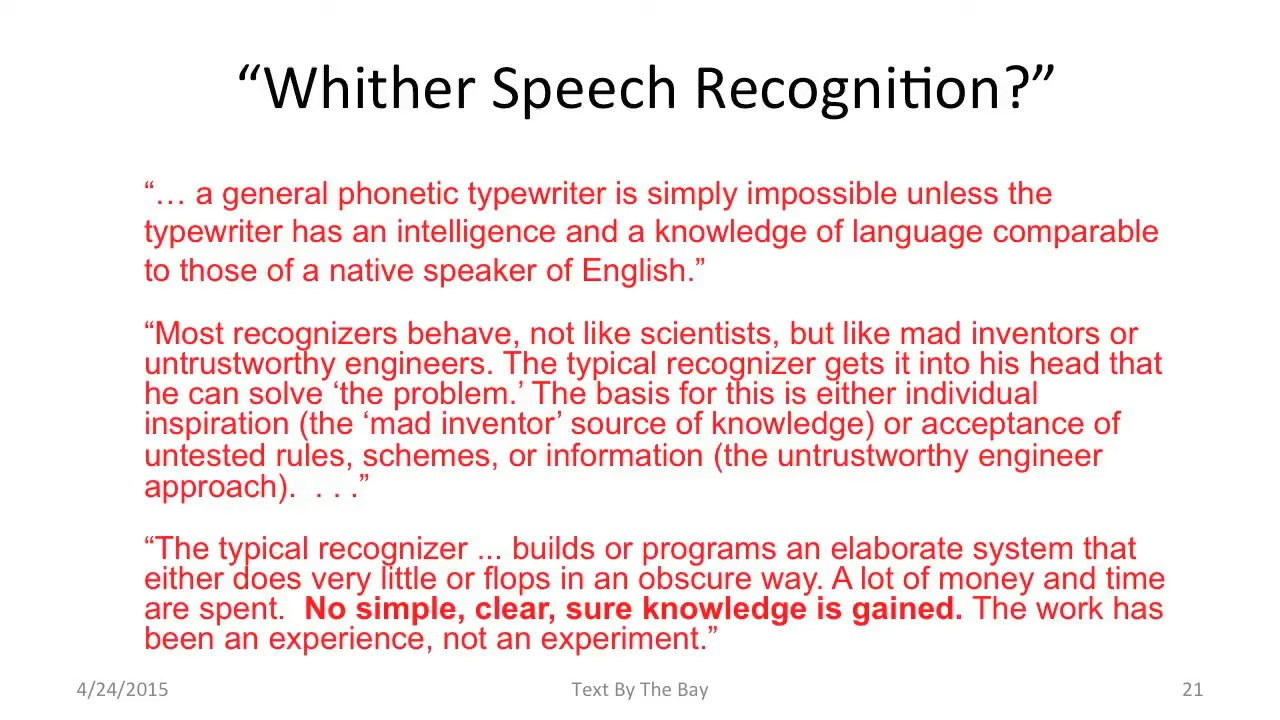 “Whither Speech Recognition?”
“… a general phonetic typewriter is simply impossible unless the
typewriter has an intelligence and a knowledge of language comparable
to those of a native speaker of English.”
“Most recognizers behave, not like scientists, but like mad inventors or
untrustworthy engineers. The typical recognizer gets it into his head that
he can solve ‘the problem.’ The basis for this is either individual
inspiration (the ‘mad inventor’ source of knowledge) or acceptance of
untested rules, schemes, or information (the untrustworthy engineer
approach).  . . .”
“The typical recognizer ... builds or programs an elaborate system that
either does very little or flops in an obscure way. A lot of money and time
are spent.  No simple, clear, sure knowledge is gained. The work has
been an experience, not an experiment.”
4/24/2015 Text By The Bay 21